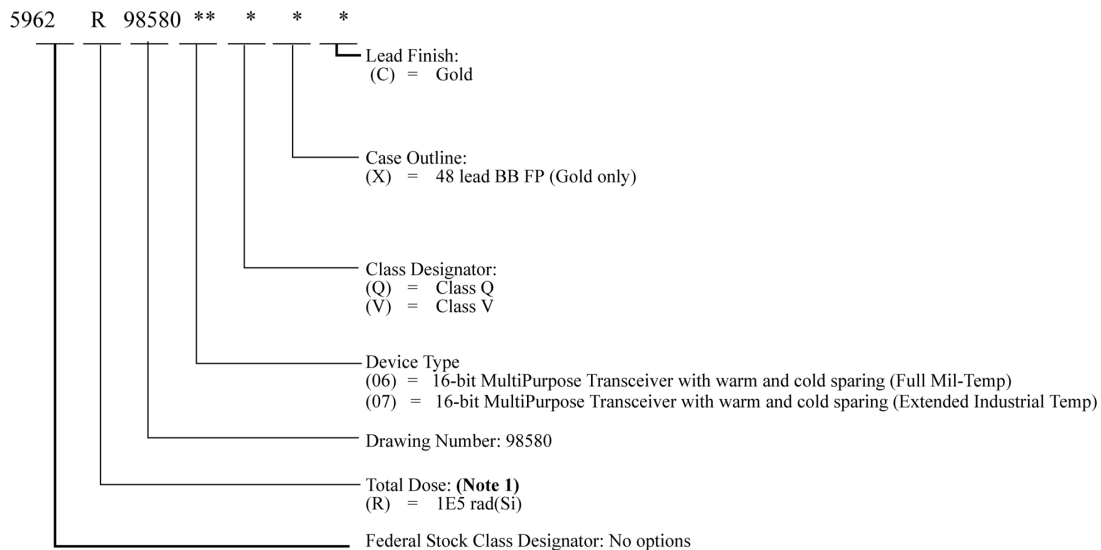 5962 R 98580 ** * * *
Lead Finish:
(C) = Gold
Case Outline:
(X) = 48 lead BB FP (Gold only)
Class Designator:
(Q) = Class Q
(V) = Class V
Device Type
(06) = 16-bit MultiPurpose Transceiver with warm and cold sparing (Full Mil-Temp)
(07) = 16-bit MultiPurpose Transceiver with warm and cold sparing (Extended Industrial Temp)
Drawing Number: 98580
Total Dose: (Note 1)
(R) = 1E5 rad(Si)
Federal Stock Class Designator: No options